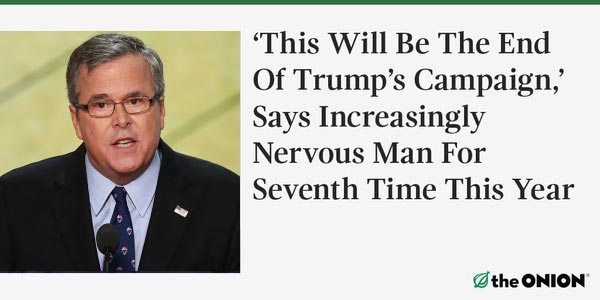 ‘This Will Be The End
Of Trump’s Campaign,’
Says Increasingly
Nervous Man For
Seventh Time This Year
the ONION®